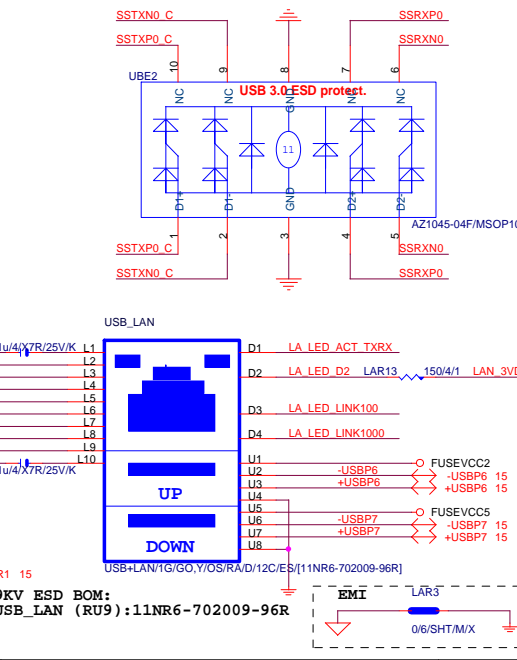 SSTXN0_C SSRXP0
SSTXP0_C SSRXN0
10 9 8 7 6
UBE2
USB 3.0 ESD protect.
NC NC GND NC NC
11
D1+ D1- GND D2+ D2-
AZ1045-04F/MSOP10
1 2 3 4 5
SSTXP0_C SSRXN0
SSTXN0_C SSRXP0
USB_LAN
1u/4/X7R/25V/K L1 D1 LA_LED_ACT_TXRX
L2
L3 D2 LA_LED_D2 LAR13 150/4/1 LAN_3VD
L4
L5
L6 D3 LA_LED_LINK100
L7
L8 D4 LA_LED_LINK1000
L9
1u/4/X7R/25V/K L10
U1 FUSEVCC2
U2 -USBP6 -USBP6 15
U3 +USBP6 +USBP6 15
UP U4
U5 FUSEVCC5
U6 -USBP7 -USBP7 15
U7 +USBP7 +USBP7 15
DOWN U8
USB+LAN/1G/GO,Y/OS/RA/D/12C/ES/[11NR6-702009-96R]
R1 15
9KV ESD BOM:
USB_LAN (RU9):11NR6-702009-96R
EMI LAR3
0/6/SHT/M/X